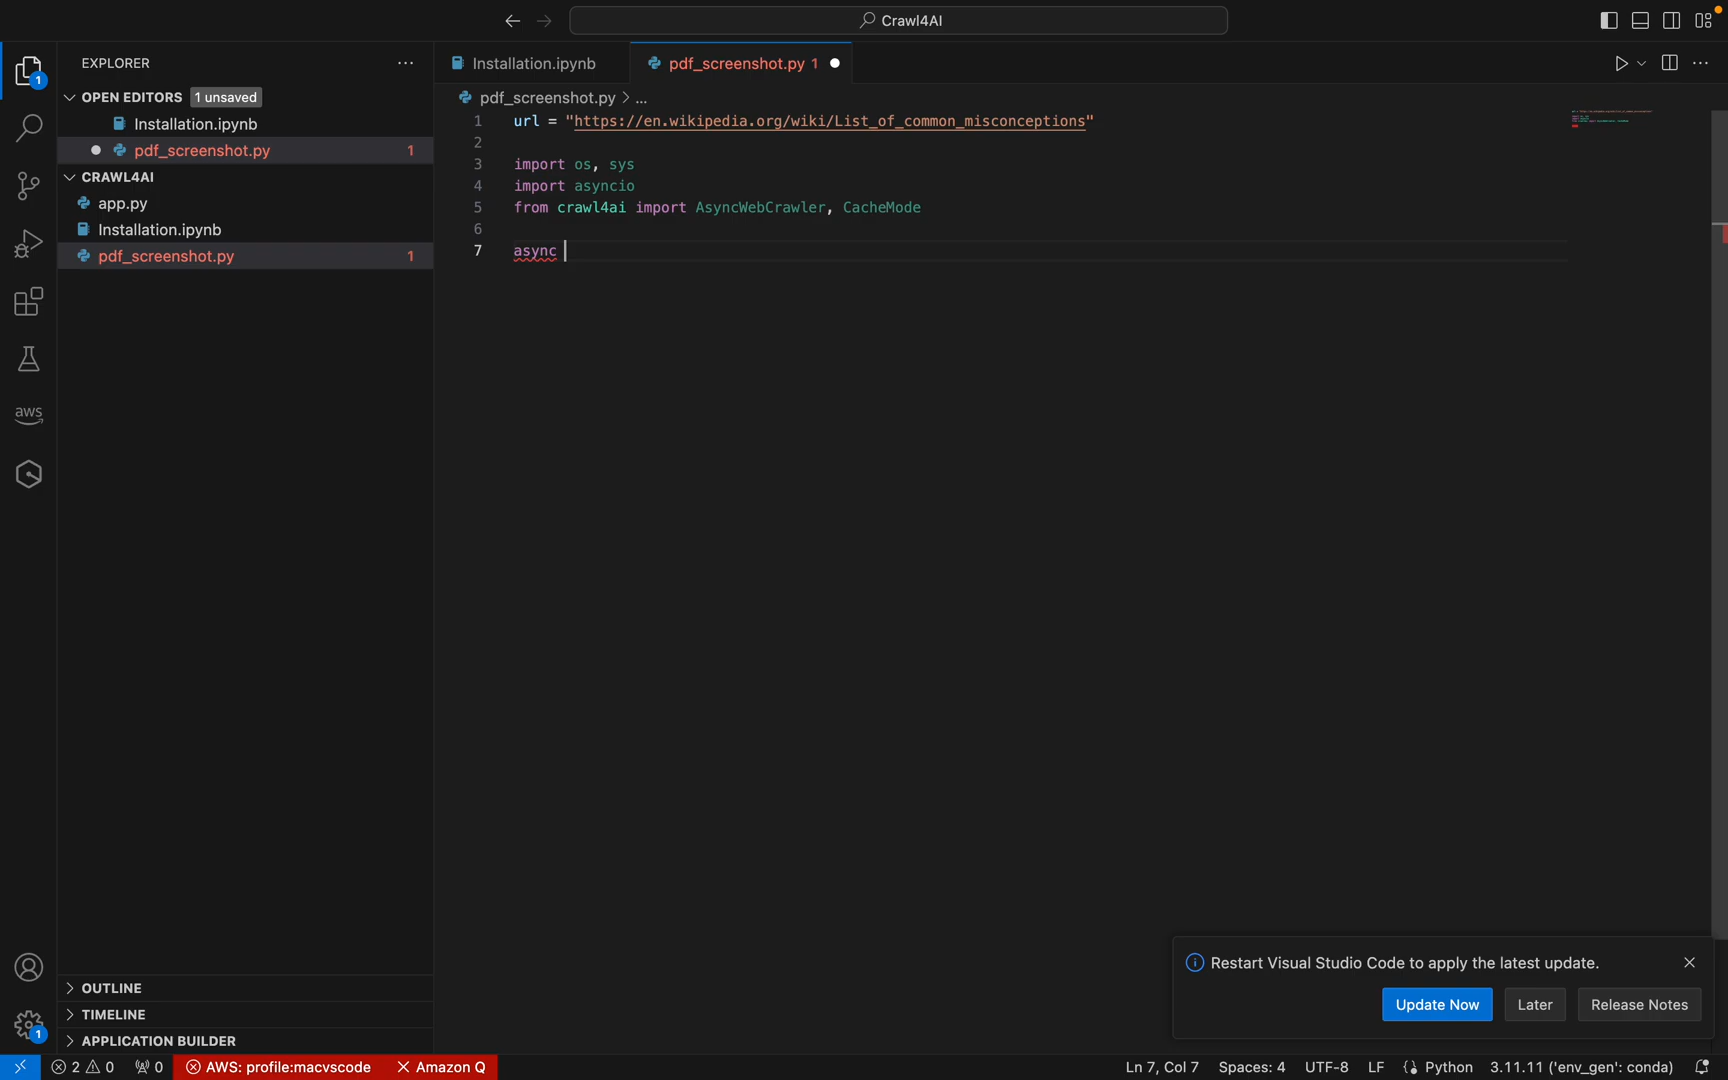 Crawl4AI
EXPLORER
OPEN EDITORS 1 unsaved
Installation.ipynb
pdf_screenshot.py 1
CRAWL4AI
app.py
Installation.ipynb
pdf_screenshot.py 1
OUTLINE
TIMELINE
APPLICATION BUILDER
1
aws
1
Installation.ipynb
pdf_screenshot.py 1
pdf_screenshot.py > ...
1 url = "https://en.wikipedia.org/wiki/List_of_common_misconceptions"
2
3 import os, sys
4 import asyncio
5 from crawl4ai import AsyncWebCrawler, CacheMode
6
7 async
Restart Visual Studio Code to apply the latest update.
Update Now Later Release Notes
2 0 0 AWS: profile:macvscode Amazon Q Ln 7, Col 7 Spaces: 4 UTF-8 LF Python 3.11.11 ('env_gen': conda)